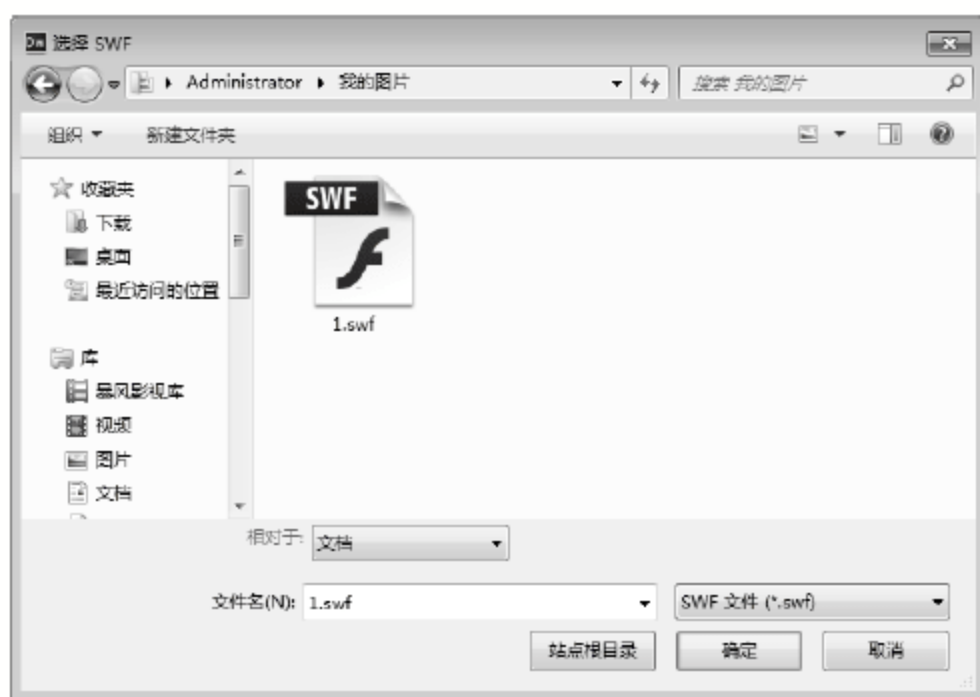 Dw 选择 SWF
Administrator 我的图片 搜索 我的图片
组织 新建文件夹
收藏夹
下载
桌面
最近访问的位置
库
暴风影视库
视频
图片
文档
SWF
1.swf
相对于: 文档
文件名(N): 1.swf SWF 文件 (*.swf)
站点根目录 确定 取消